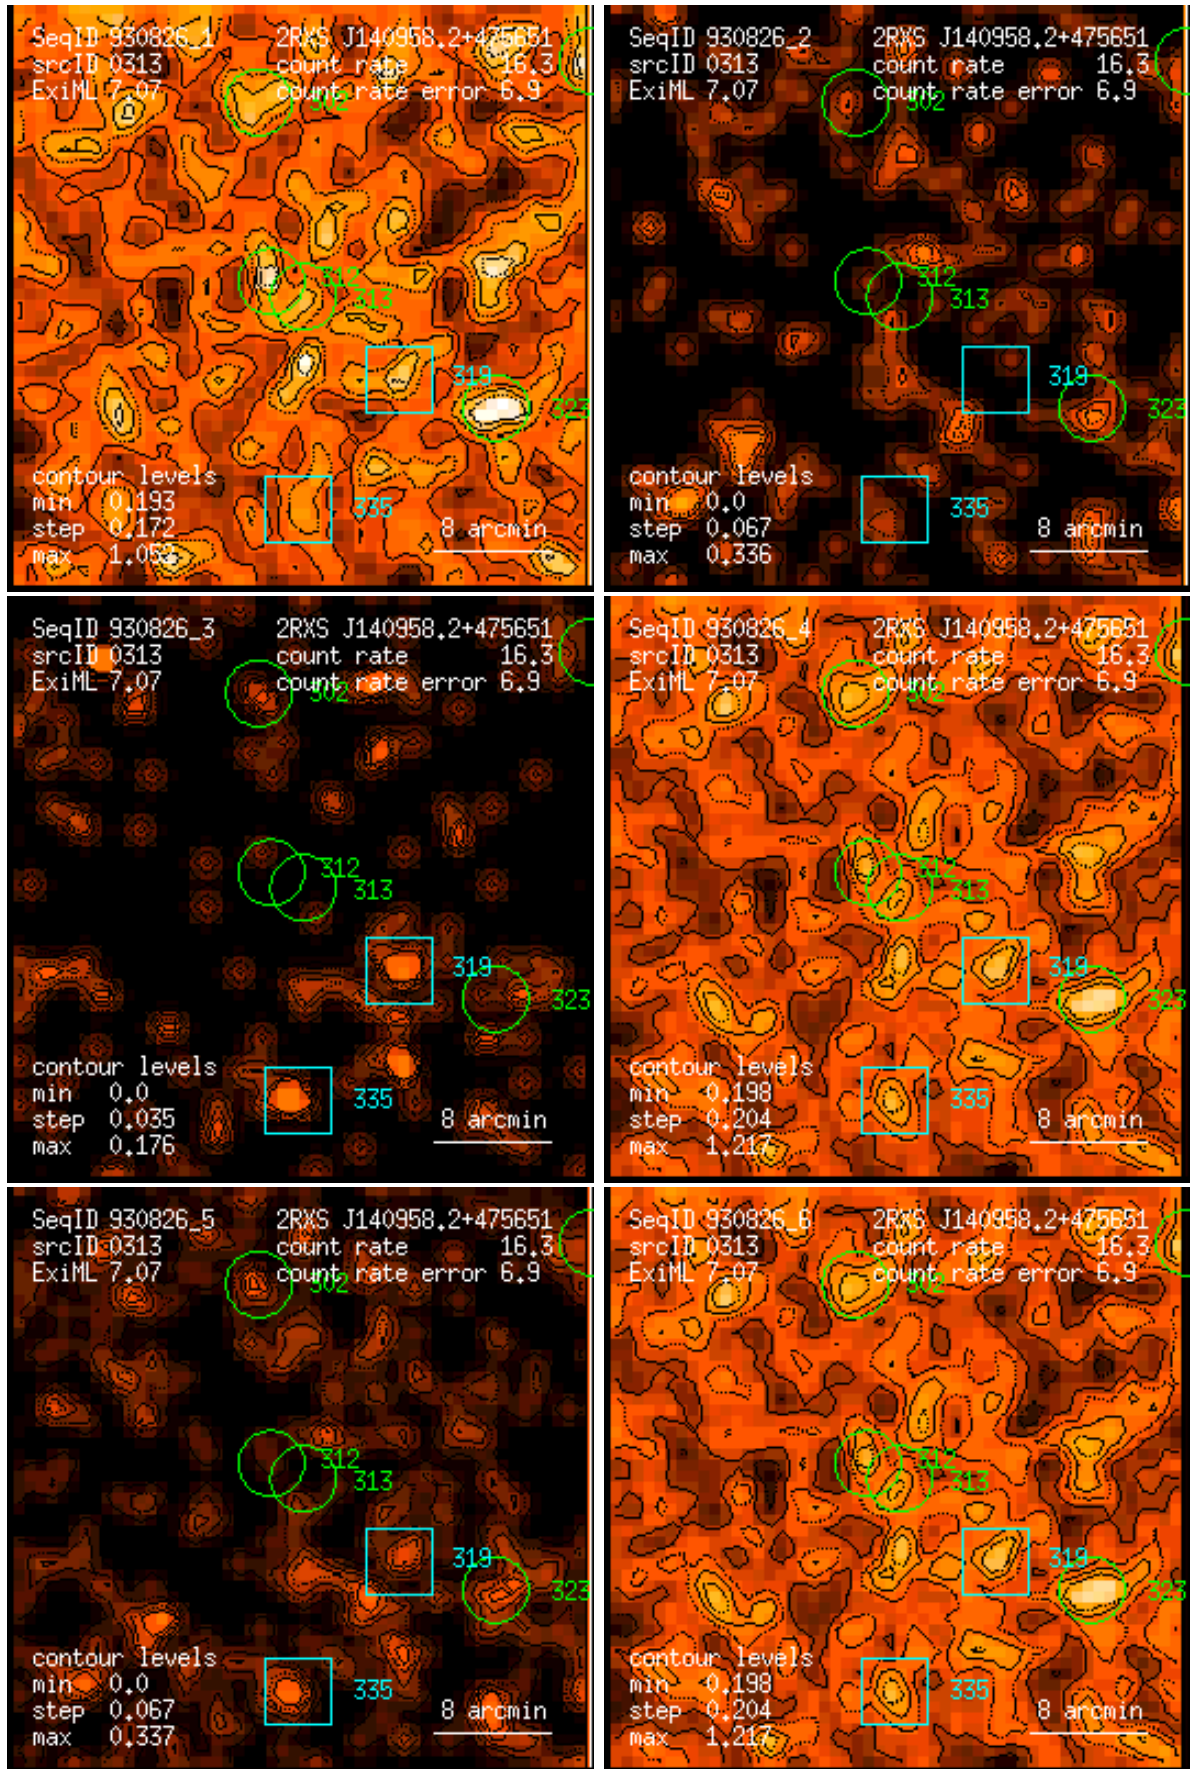 SeqID 930826_1 2RXS J140958.2+475651
srcID 0313 count rate 16.3
ExiML 7.07 count rate error 6.9
302
312
313
319
323
contour levels
min 0.193
335
step 0.172 8 arcmin
max 1.053
SeqID 930826_2 2RXS J140958.2+475651
srcID 0313 count rate 16.3
ExiML 7.07 count rate error 6.9
302
312
313
319
323
contour levels
min 0.0
335
step 0.067 8 arcmin
max 0.336
SeqID 930826_3 2RXS J140958.2+475651
srcID 0313 count rate 16.3
ExiML 7.07 count rate error 6.9
302
312
313
319
323
contour levels
min 0.0
335
step 0.035 8 arcmin
max 0.176
SeqID 930826_4 2RXS J140958.2+475651
srcID 0313 count rate 16.3
ExiML 7.07 count rate error 6.9
302
312
313
319
323
contour levels
min 0.198
335
step 0.204 8 arcmin
max 1.217
SeqID 930826_5 2RXS J140958.2+475651
srcID 0313 count rate 16.3
ExiML 7.07 count rate error 6.9
302
312
313
319
323
contour levels
min 0.0
335
step 0.067 8 arcmin
max 0.337
SeqID 930826_6 2RXS J140958.2+475651
srcID 0313 count rate 16.3
ExiML 7.07 count rate error 6.9
302
312
313
319
323
contour levels
min 0.198
335
step 0.204 8 arcmin
max 1.217